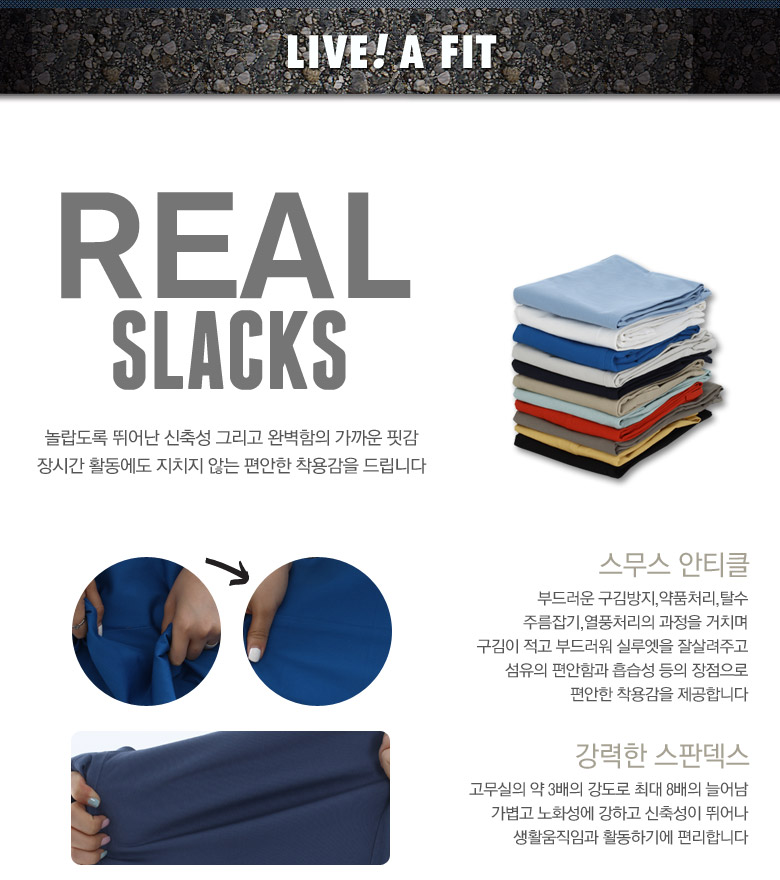 LIVE! A FIT
REAL
SLACKS
놀랍도록 뛰어난 신축성 그리고 완벽함의 가까운 핏감
장시간 활동에도 지치지 않는 편안한 착용감을 드립니다
스무스 안티클
부드러운 구김방지,약품처리,탈수
주름잡기,열풍처리의 과정을 거치며
구김이 적고 부드러워 실루엣을 잘살려주고
섬유의 편안함과 흡습성 등의 장점으로
편안한 착용감을 제공합니다
강력한 스판덱스
고무실의 약 3배의 강도로 최대 8배의 늘어남
가볍고 노화성에 강하고 신축성이 뛰어나
생활움직임과 활동하기에 편리합니다